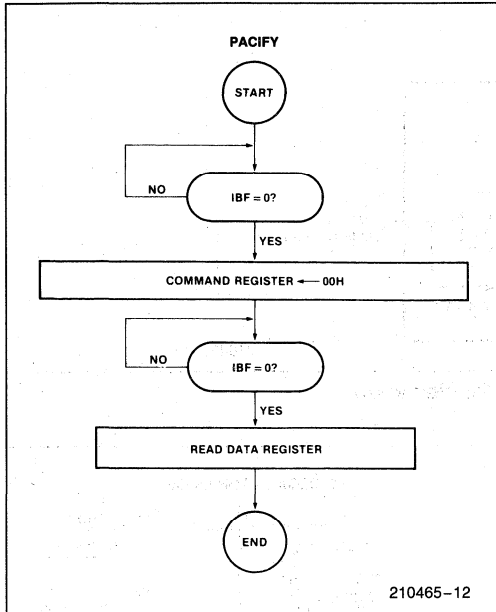 PACIFY
START
NO
IBF = 0?
YES
COMMAND REGISTER ← 00H
NO
IBF = 0?
YES
READ DATA REGISTER
END
210465–12